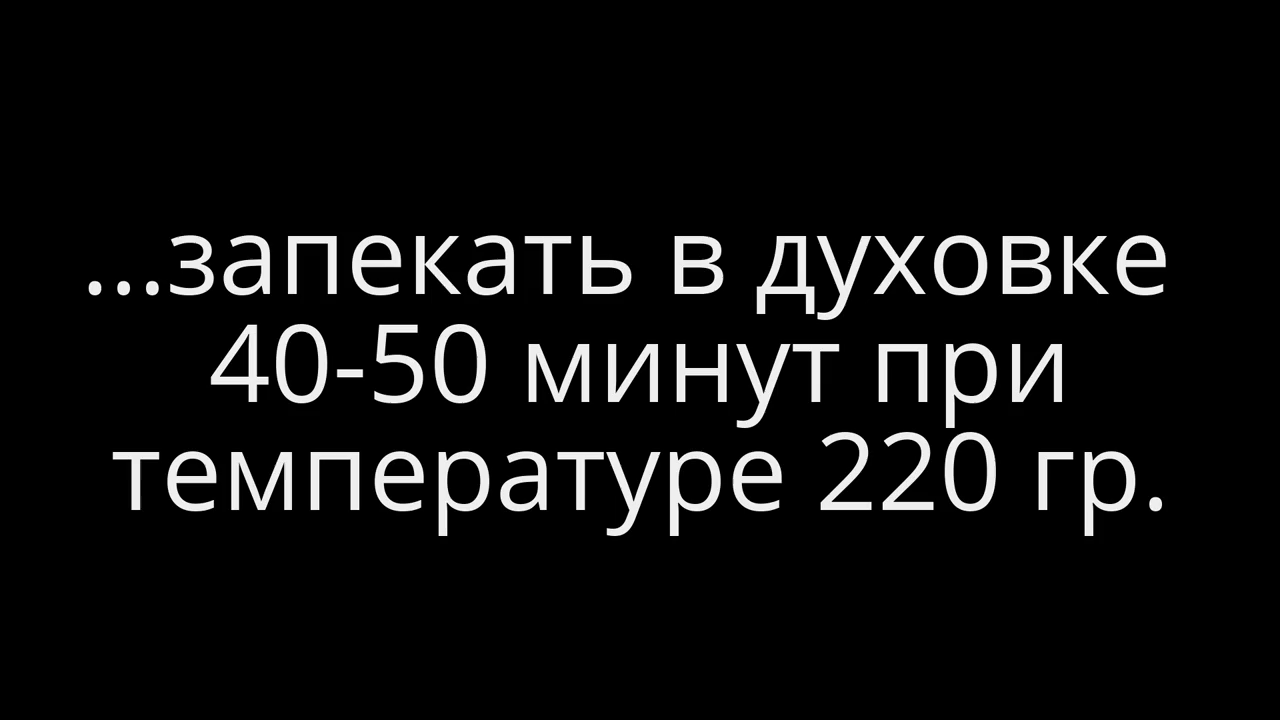 ...запекать в духовке
40-50 минут при
температуре 220 гр.